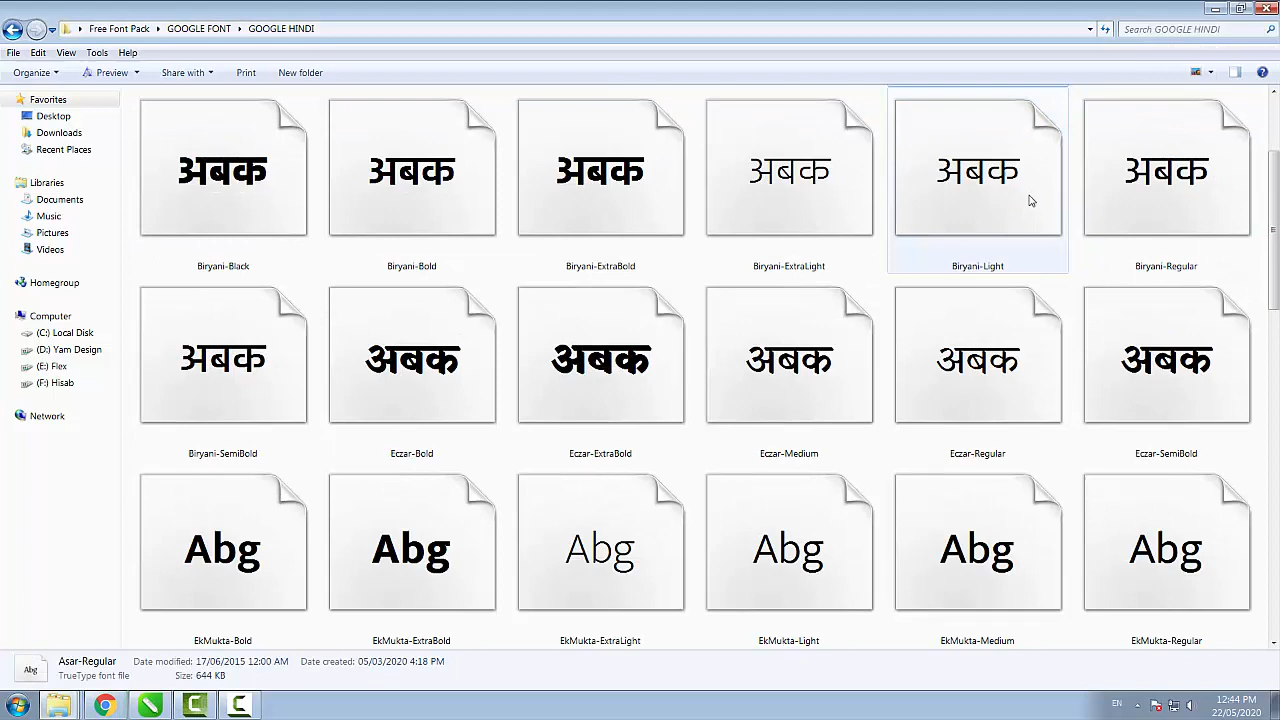 Free Font Pack ▸ GOOGLE FONT ▸ GOOGLE HINDI
Search GOOGLE HINDI
File Edit View Tools Help
Organize Preview Share with Print New folder
Favorites
Desktop
Downloads
Recent Places
Libraries
Documents
Music
Pictures
Videos
Homegroup
Computer
(C:) Local Disk
(D:) Yam Design
(E:) Flex
(F:) Hisab
Network
अबक अबक अबक अबक अबक अबक
Biryani-Black Biryani-Bold Biryani-ExtraBold Biryani-ExtraLight Biryani-Light Biryani-Regular
अबक अबक अबक अबक अबक अबक
Biryani-SemiBold Eczar-Bold Eczar-ExtraBold Eczar-Medium Eczar-Regular Eczar-SemiBold
Abg Abg Abg Abg Abg Abg
EkMukta-Bold EkMukta-ExtraBold EkMukta-ExtraLight EkMukta-Light EkMukta-Medium EkMukta-Regular
Abg
Asar-Regular Date modified: 17/06/2015 12:00 AM Date created: 05/03/2020 4:18 PM
TrueType font file Size: 644 KB
EN
12:44 PM
22/05/2020